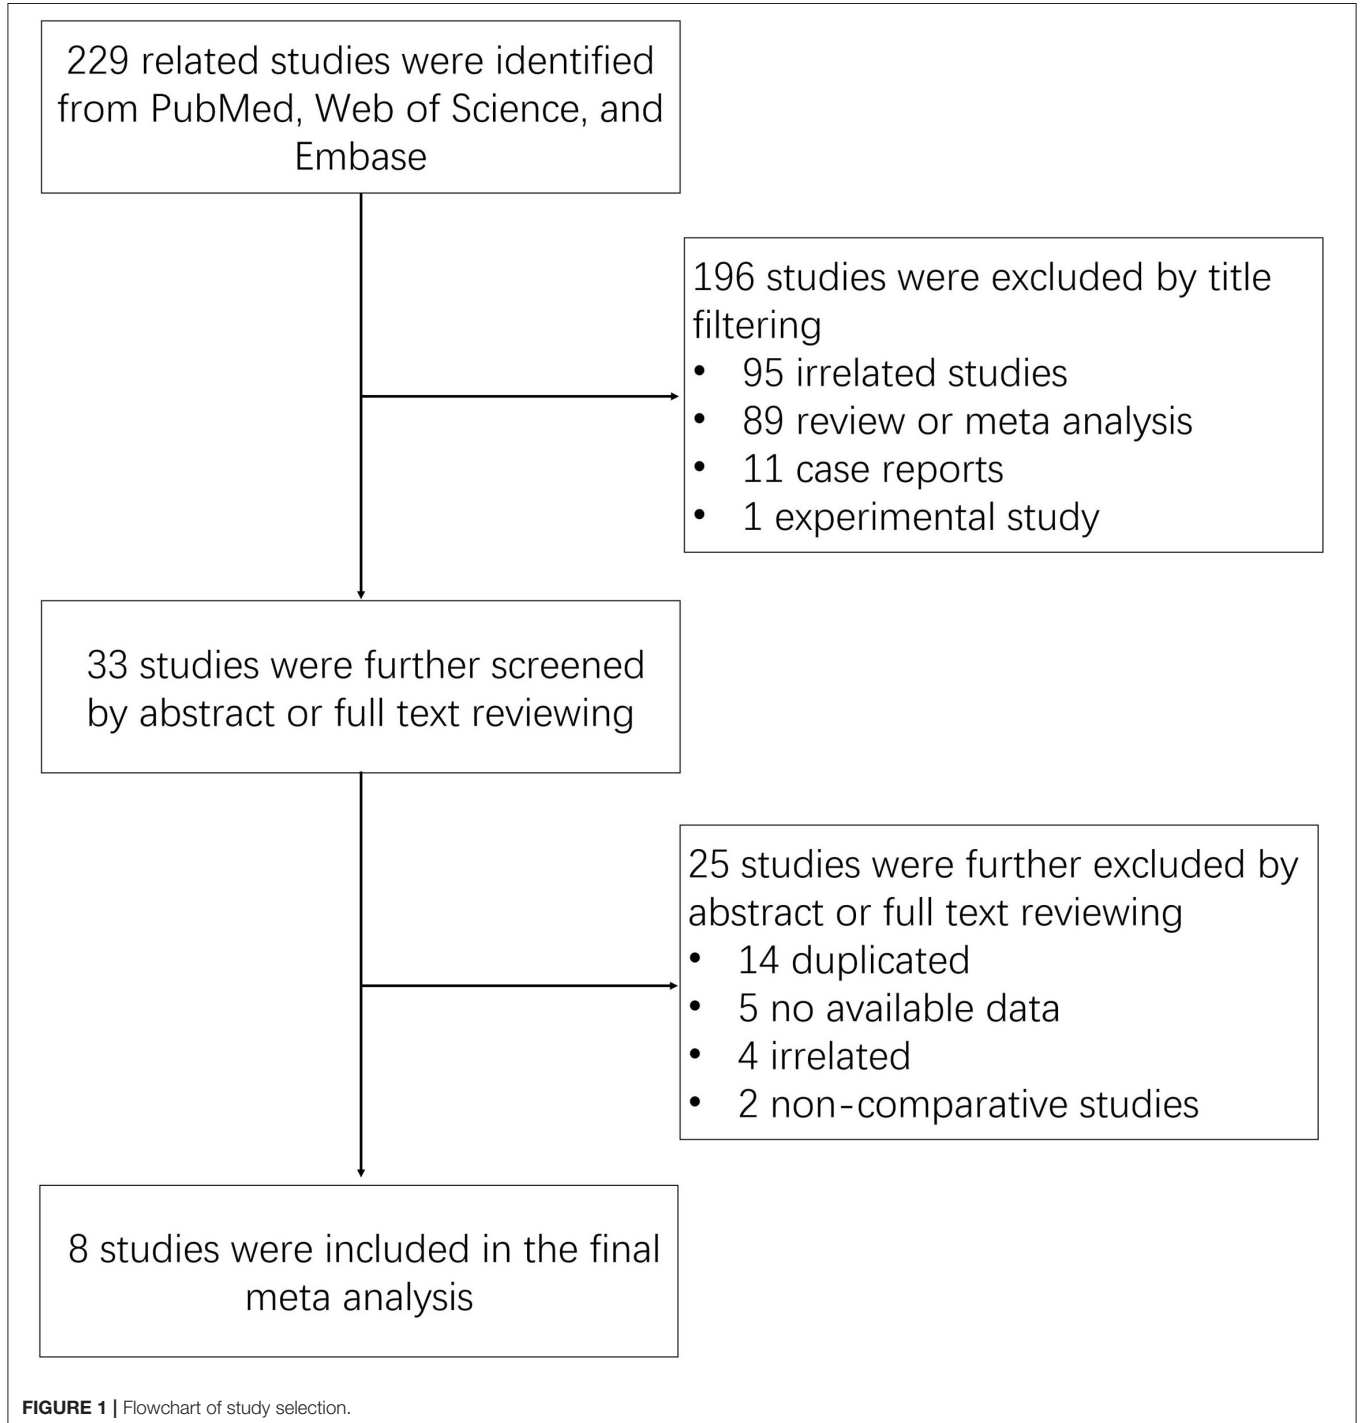 229 related studies were identified
from PubMed, Web of Science, and
Embase
196 studies were excluded by title
filtering
• 95 irrelated studies
• 89 review or meta analysis
• 11 case reports
• 1 experimental study
33 studies were further screened
by abstract or full text reviewing
25 studies were further excluded by
abstract or full text reviewing
• 14 duplicated
• 5 no available data
• 4 irrelated
• 2 non-comparative studies
8 studies were included in the final
meta analysis
FIGURE 1 | Flowchart of study selection.